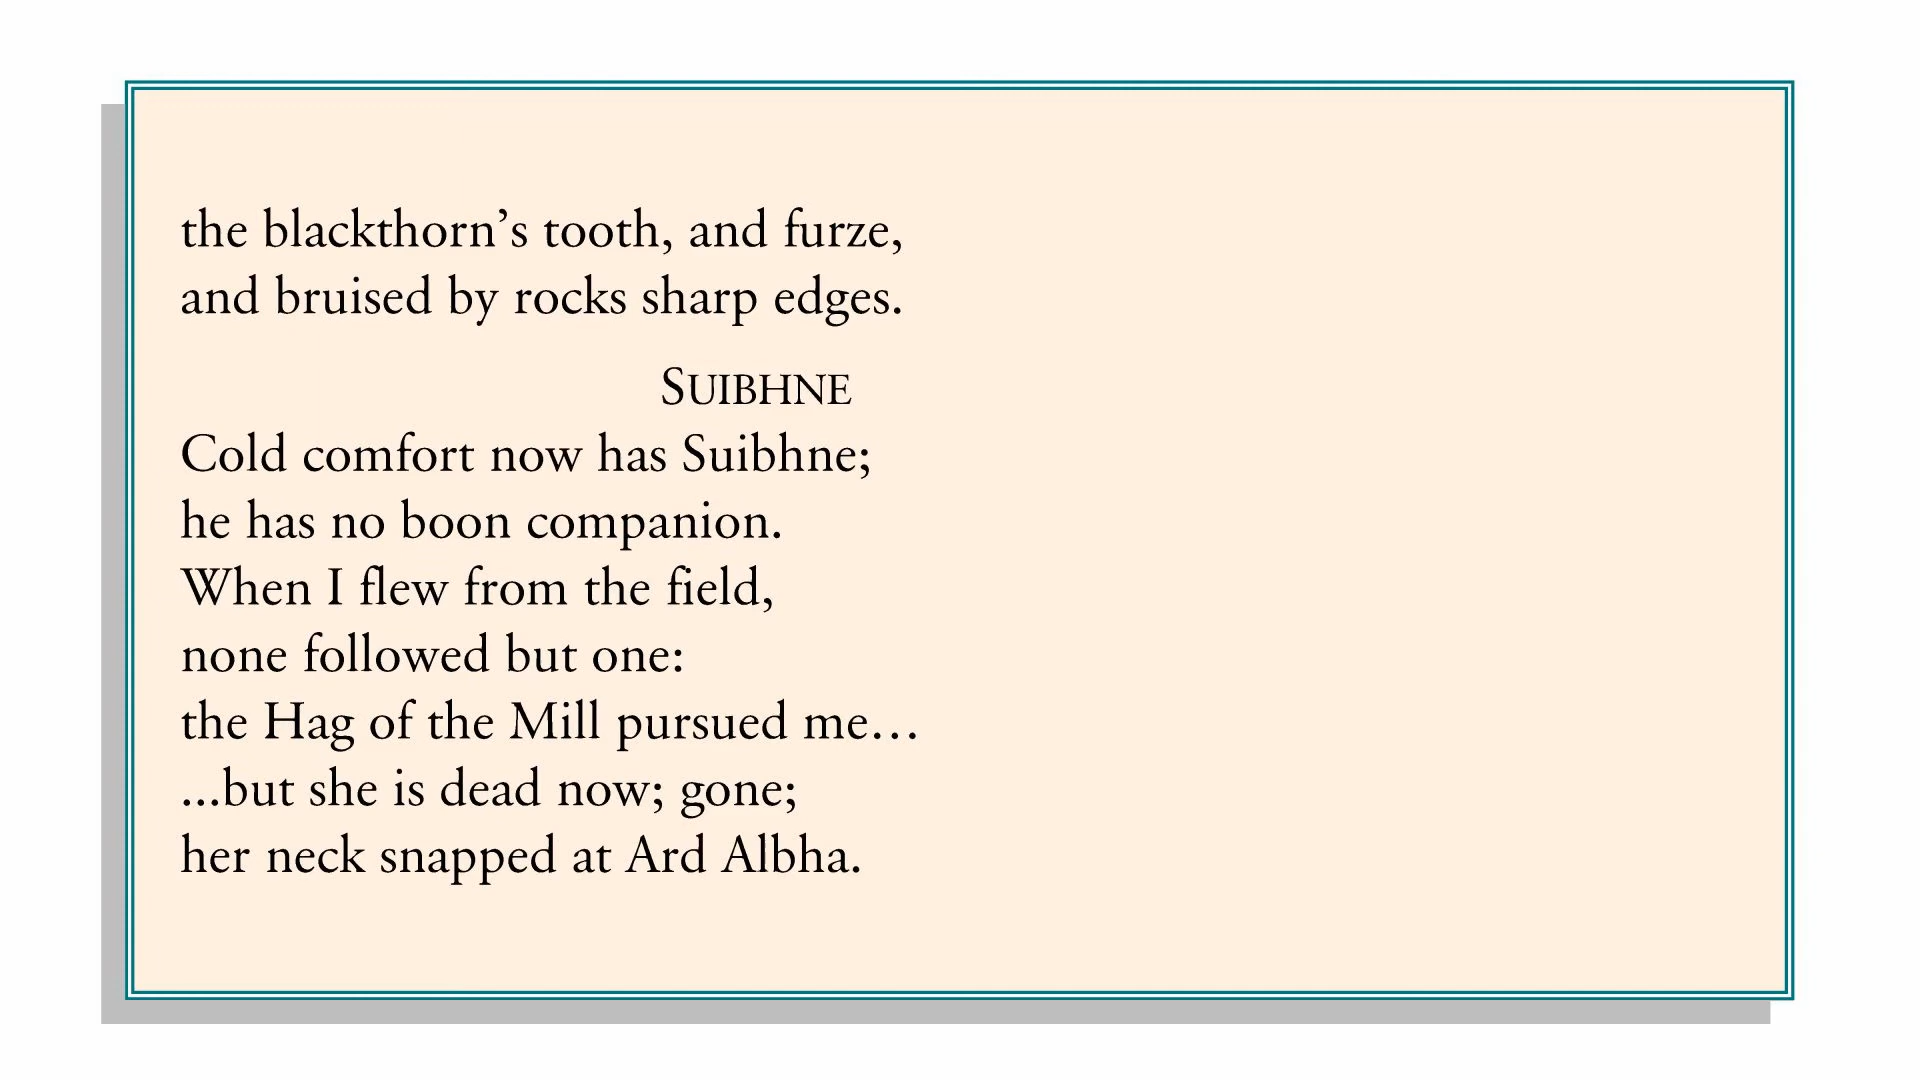 the blackthorn’s tooth, and furze,
and bruised by rocks sharp edges.
SUIBHNE
Cold comfort now has Suibhne;
he has no boon companion.
When I flew from the field,
none followed but one:
the Hag of the Mill pursued me…
…but she is dead now; gone;
her neck snapped at Ard Albha.